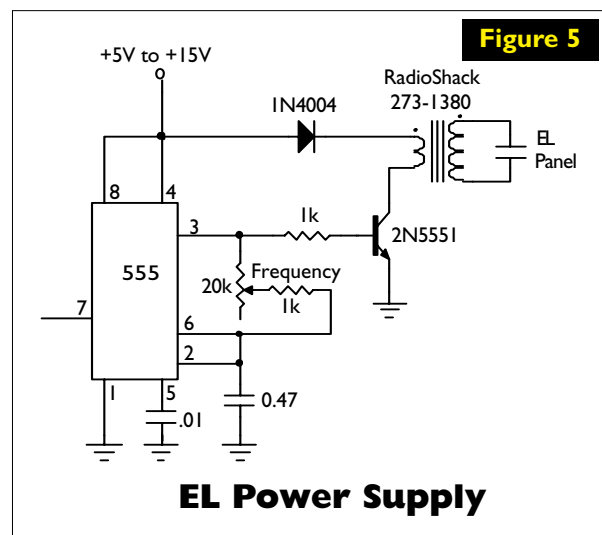 Figure 5
+5V to +15V
RadioShack
273-1380
1N4004
EL
Panel
8
4
3
1k
2N5551
555
20k
Frequency
1k
7
6
2
1
5
0.47
.01
EL Power Supply